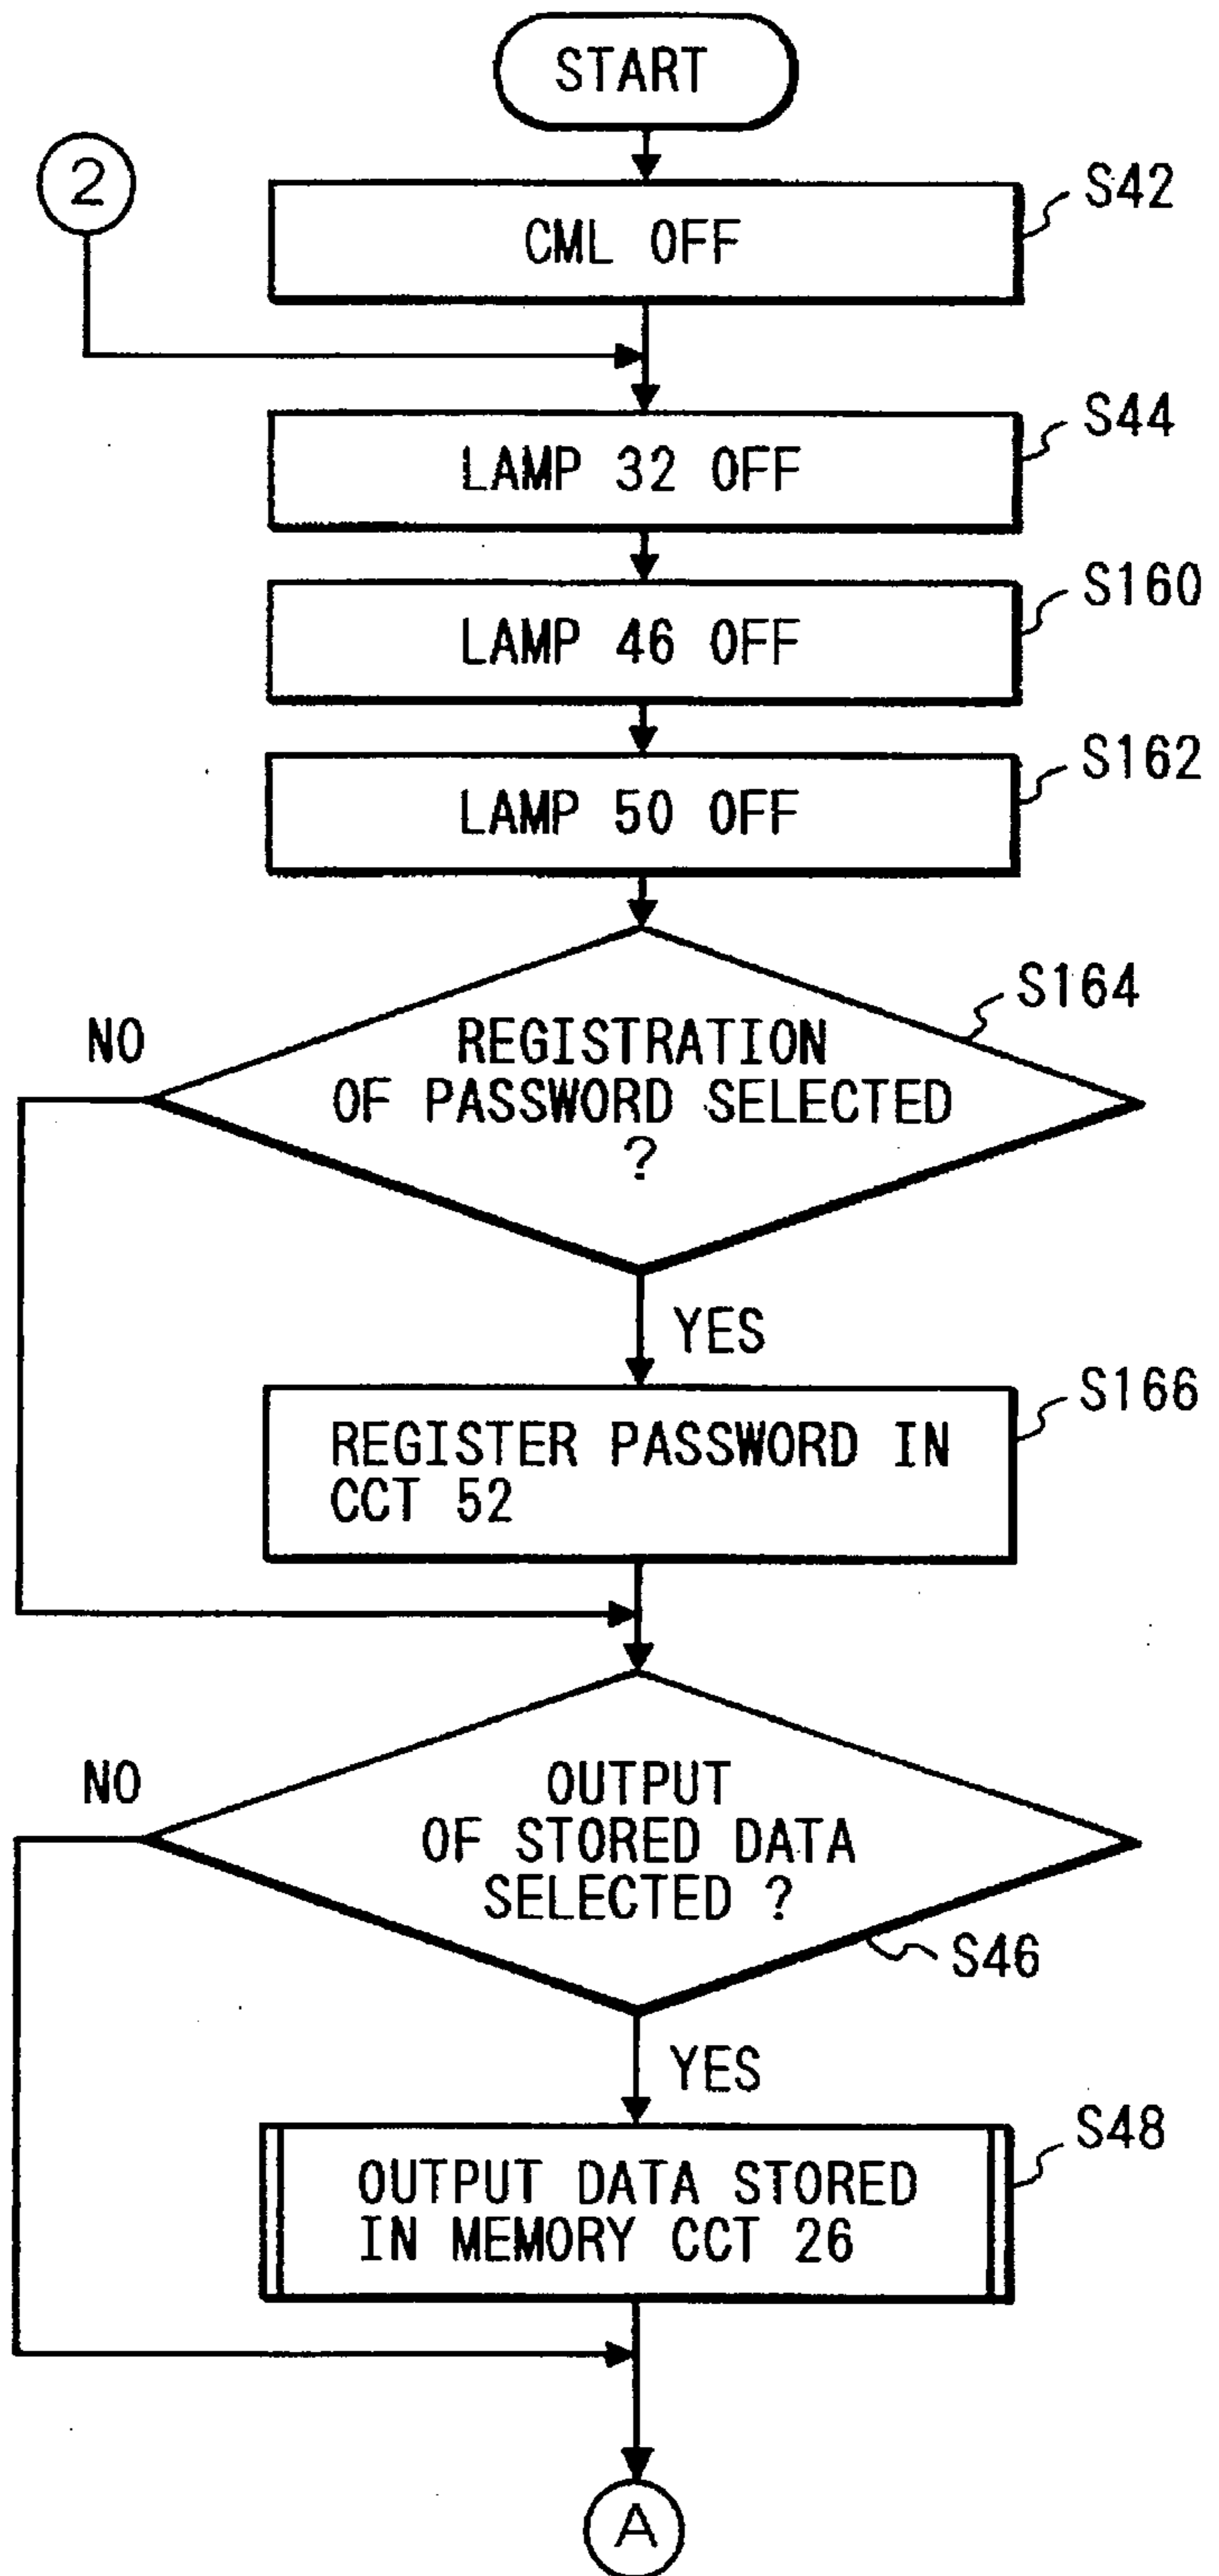 START
2
S42
CML OFF
S44
LAMP 32 OFF
S160
LAMP 46 OFF
S162
LAMP 50 OFF
S164
NO
REGISTRATION
OF PASSWORD SELECTED
?
YES
S166
REGISTER PASSWORD IN
CCT 52
NO
OUTPUT
OF STORED DATA
SELECTED ?
S46
YES
S48
OUTPUT DATA STORED
IN MEMORY CCT 26
A